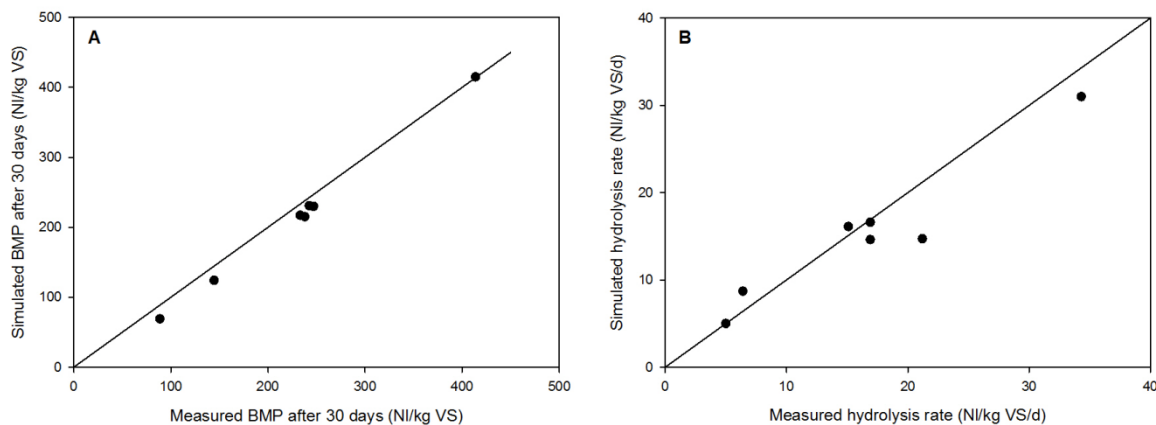 A
Simulated BMP after 30 days (Nl/kg VS)
500
400
300
200
100
0
0 100 200 300 400 500
Measured BMP after 30 days (Nl/kg VS)
B
Simulated hydrolysis rate (Nl/kg VS/d)
40
30
20
10
0
0 10 20 30 40
Measured hydrolysis rate (Nl/kg VS/d)